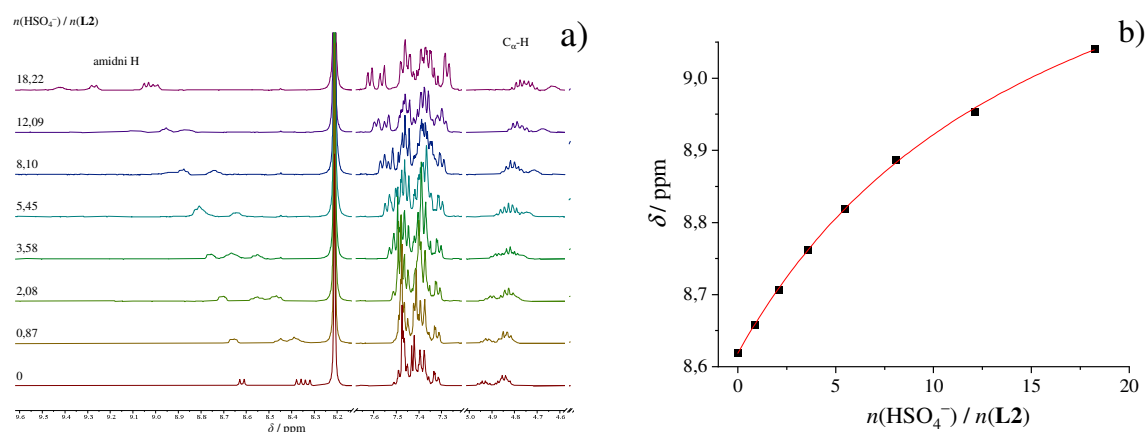 n(HSO₄⁻) / n(L2)
a)
amidni H
Cα-H
18,22
12,09
8,10
5,45
3,58
2,08
0,87
0
9.6 9.5 9.4 9.3 9.2 9.1 9.0 8.9 8.8 8.7 8.6 8.5 8.4 8.3 8.2 7.6 7.5 7.4 7.3 5.0 4.9 4.8 4.7 4.6
δ / ppm
b)
9,0
8,9
8,8
8,7
8,6
δ / ppm
0 5 10 15 20
n(HSO₄⁻) / n(L2)